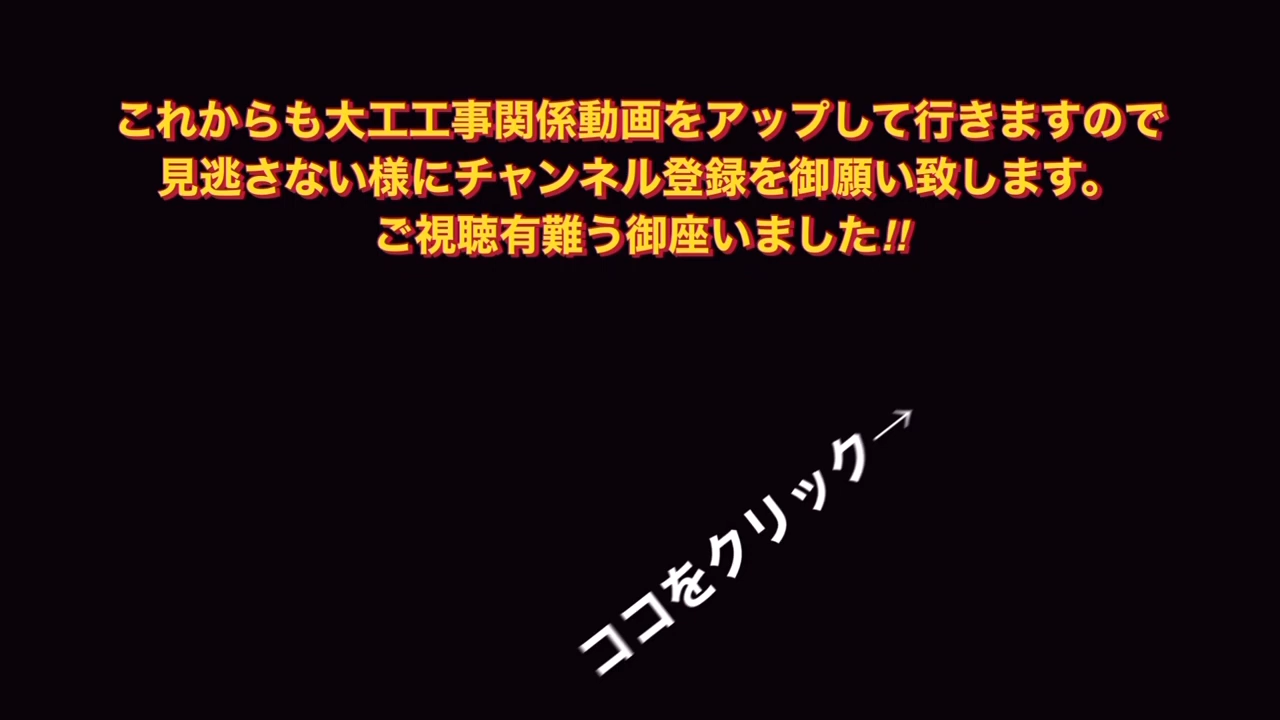 これからも大工工事関係動画をアップして行きますので
見逃さない様にチャンネル登録を御願い致します。
ご視聴有難う御座いました!!
ココをクリック→